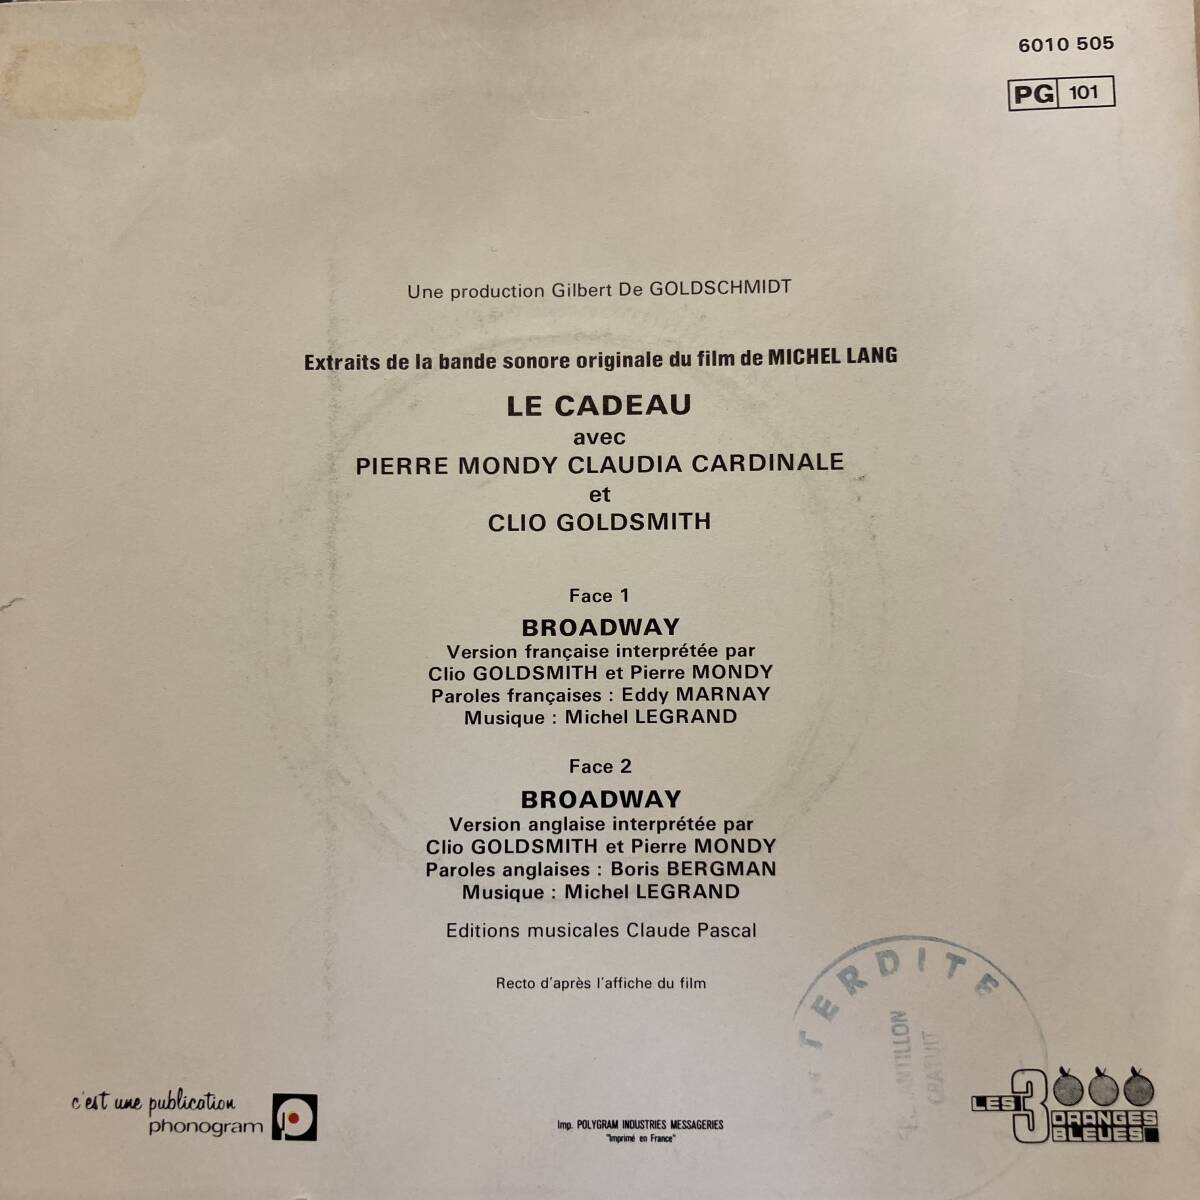 6010 505
PG 101
Une production Gilbert De GOLDSCHMIDT
Extraits de la bande sonore originale du film de MICHEL LANG
LE CADEAU
avec
PIERRE MONDY CLAUDIA CARDINALE
et
CLIO GOLDSMITH
Face 1
BROADWAY
Version française interprétée par
Clio GOLDSMITH et Pierre MONDY
Paroles françaises : Eddy MARNAY
Musique : Michel LEGRAND
Face 2
BROADWAY
Version anglaise interprétée par
Clio GOLDSMITH et Pierre MONDY
Paroles anglaises : Boris BERGMAN
Musique : Michel LEGRAND
Editions musicales Claude Pascal
Recto d'après l'affiche du film
TERDITE
NTILLON
GRATUIT
c'est une publication
phonogram
Imp. POLYGRAM INDUSTRIES MESSAGERIES
"Imprimé en France"
LES 3 ORANGES
BLEUES